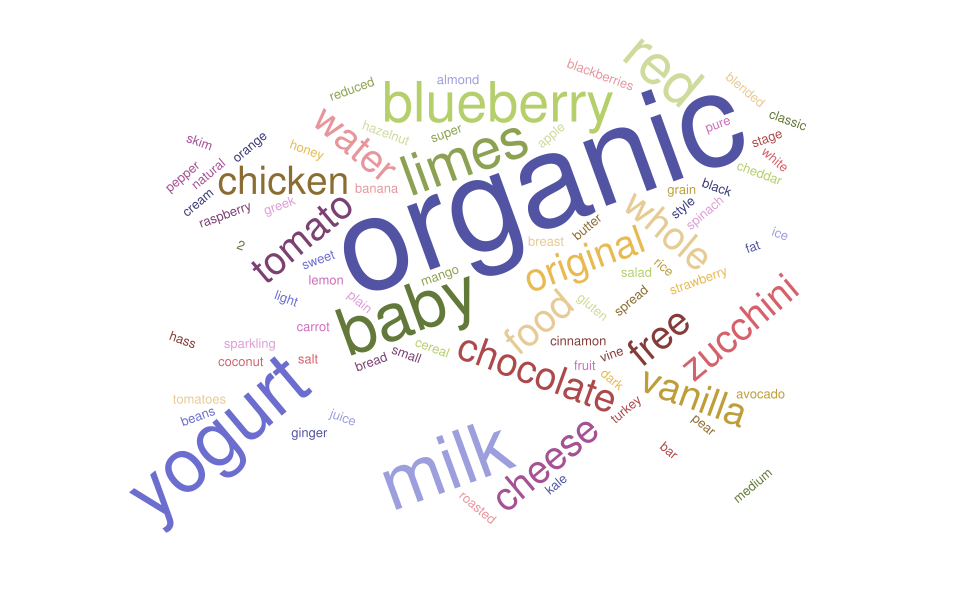 red
blended
blackberries
almond
reduced
blueberry
organic
classic
pure
stage
white
cheddar
water
hazelnut
super
apple
limes
skim
orange
honey
natural
pepper
chicken
banana
cream
raspberry
greek
tomato
grain
black
style
spinach
whole
butter
breast
original
fat
ice
2
sweet
lemon
mango
salad
rice
strawberry
light
plain
baby
food
gluten
spread
zucchini
carrot
hass
sparkling
coconut
salt
bread
small
cereal
chocolate
cinnamon
vine
free
fruit
dark
vanilla
avocado
tomatoes
beans
yogurt
juice
ginger
turkey
pear
milk
cheese
bar
kale
roasted
medium